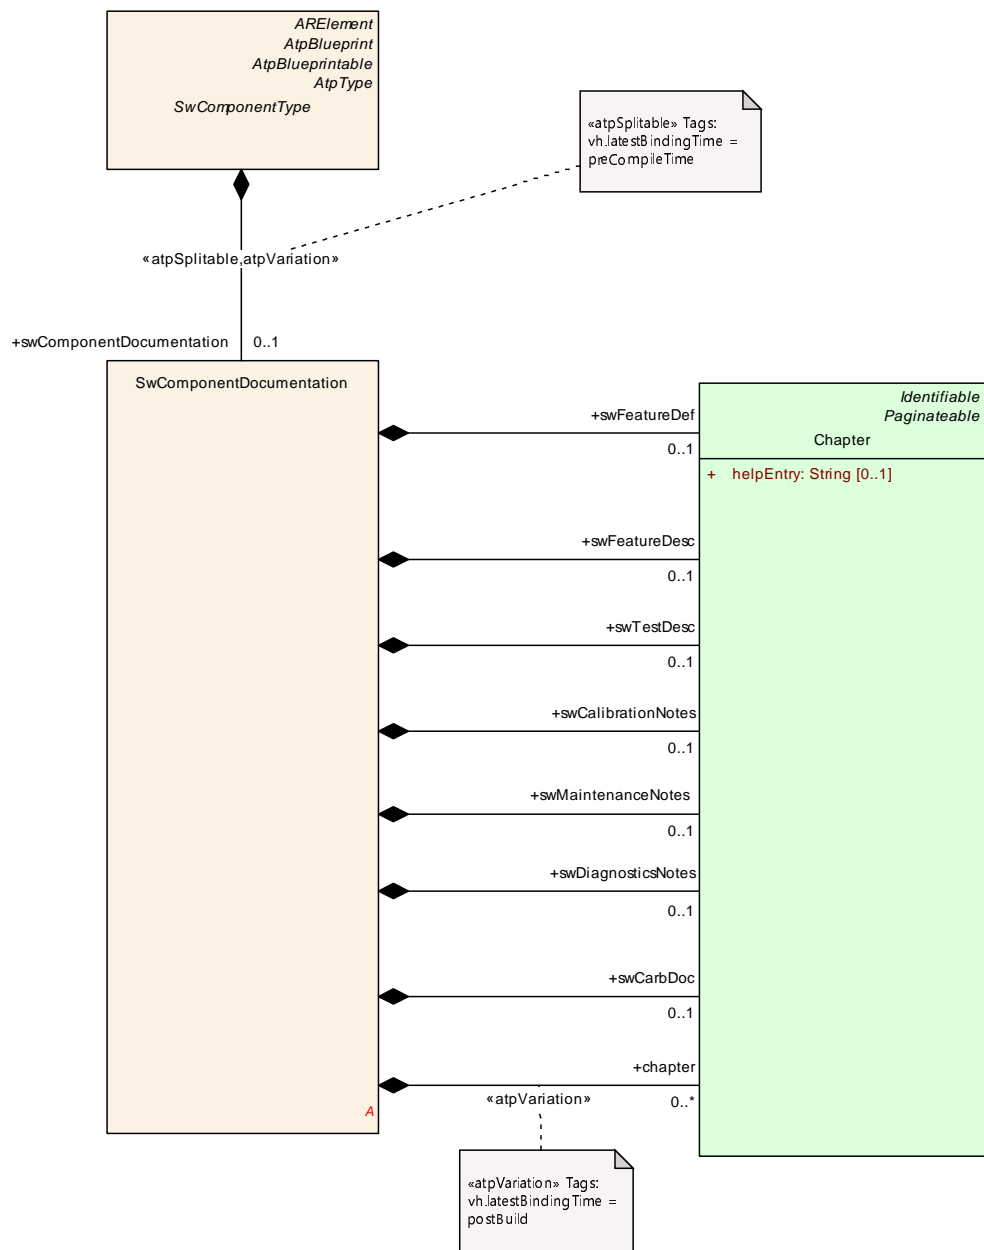 ARElement
AtpBlueprint
AtpBlueprintable
AtpType
SwComponentType
«atpSplitable» Tags:
vh.latestBindingTime =
preCompileTime
«atpSplitable,atpVariation»
+swComponentDocumentation 0..1
SwComponentDocumentation
Identifiable
Paginateable
Chapter
+ helpEntry: String [0..1]
+swFeatureDef
0..1
+swFeatureDesc
0..1
+swTestDesc
0..1
+swCalibrationNotes
0..1
+swMaintenanceNotes
0..1
+swDiagnosticsNotes
0..1
+swCarbDoc
0..1
+chapter
«atpVariation» 0..*
A
«atpVariation» Tags:
vh.latestBindingTime =
postBuild